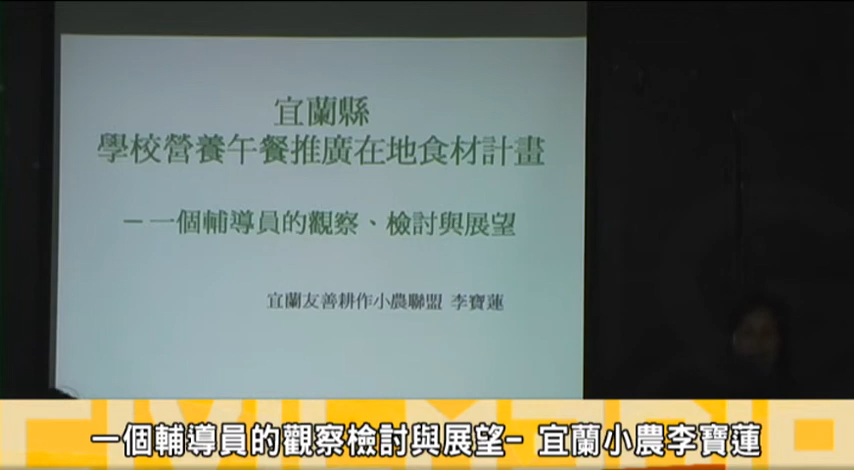 宜蘭縣
學校營養午餐推廣在地食材計畫
－一個輔導員的觀察、檢討與展望
宜蘭友善耕作小農聯盟 李寶蓮
一個輔導員的觀察檢討與展望- 宜蘭小農李寶蓮